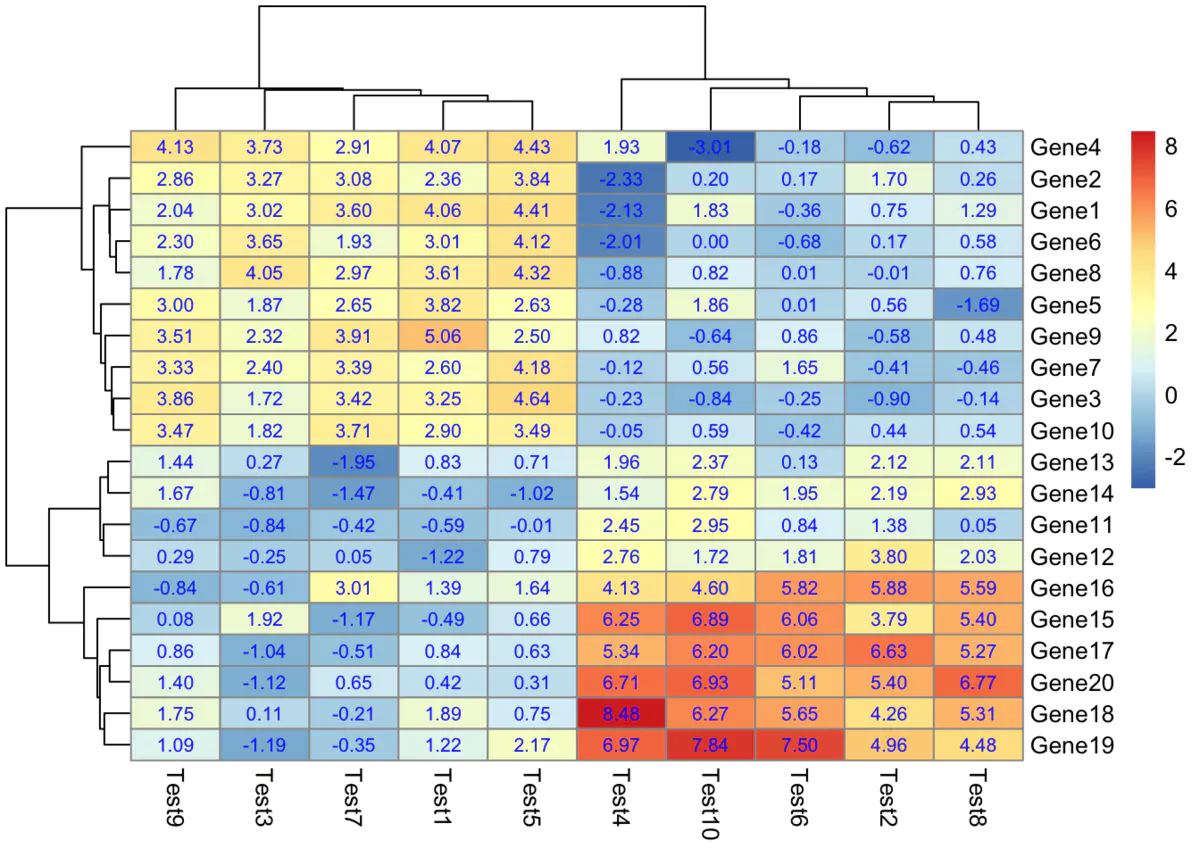 4.13 3.73 2.91 4.07 4.43 1.93 -3.01 -0.18 -0.62 0.43 Gene4
2.86 3.27 3.08 2.36 3.84 -2.33 0.20 0.17 1.70 0.26 Gene2
2.04 3.02 3.60 4.06 4.41 -2.13 1.83 -0.36 0.75 1.29 Gene1
2.30 3.65 1.93 3.01 4.12 -2.01 0.00 -0.68 0.17 0.58 Gene6
1.78 4.05 2.97 3.61 4.32 -0.88 0.82 0.01 -0.01 0.76 Gene8
3.00 1.87 2.65 3.82 2.63 -0.28 1.86 0.01 0.56 -1.69 Gene5
3.51 2.32 3.91 5.06 2.50 0.82 -0.64 0.86 -0.58 0.48 Gene9
3.33 2.40 3.39 2.60 4.18 -0.12 0.56 1.65 -0.41 -0.46 Gene7
3.86 1.72 3.42 3.25 4.64 -0.23 -0.84 -0.25 -0.90 -0.14 Gene3
3.47 1.82 3.71 2.90 3.49 -0.05 0.59 -0.42 0.44 0.54 Gene10
1.44 0.27 -1.95 0.83 0.71 1.96 2.37 0.13 2.12 2.11 Gene13
1.67 -0.81 -1.47 -0.41 -1.02 1.54 2.79 1.95 2.19 2.93 Gene14
-0.67 -0.84 -0.42 -0.59 -0.01 2.45 2.95 0.84 1.38 0.05 Gene11
0.29 -0.25 0.05 -1.22 0.79 2.76 1.72 1.81 3.80 2.03 Gene12
-0.84 -0.61 3.01 1.39 1.64 4.13 4.60 5.82 5.88 5.59 Gene16
0.08 1.92 -1.17 -0.49 0.66 6.25 6.89 6.06 3.79 5.40 Gene15
0.86 -1.04 -0.51 0.84 0.63 5.34 6.20 6.02 6.63 5.27 Gene17
1.40 -1.12 0.65 0.42 0.31 6.71 6.93 5.11 5.40 6.77 Gene20
1.75 0.11 -0.21 1.89 0.75 8.48 6.27 5.65 4.26 5.31 Gene18
1.09 -1.19 -0.35 1.22 2.17 6.97 7.84 7.50 4.96 4.48 Gene19
Test9 Test3 Test7 Test1 Test5 Test4 Test10 Test6 Test2 Test8
8
6
4
2
0
-2